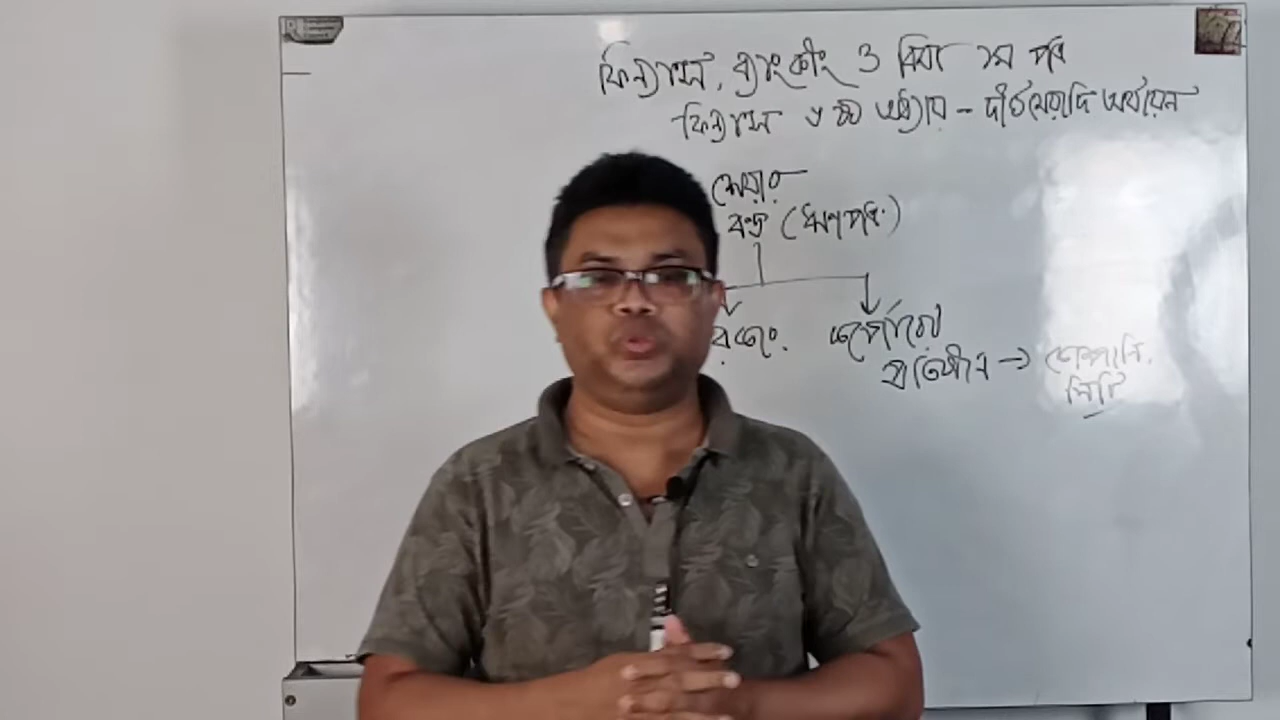 ফিন্যান্স, ব্যাংকীং ও বিমা ১ম পত্র
ফিন্যান্স ৬ষ্ঠ অধ্যায় - দীর্ঘমেয়াদি অর্থায়ন
শেয়ার
বন্ড (ঋণপত্র)
কর্পোরেট
প্রতিষ্ঠান → কোম্পানি